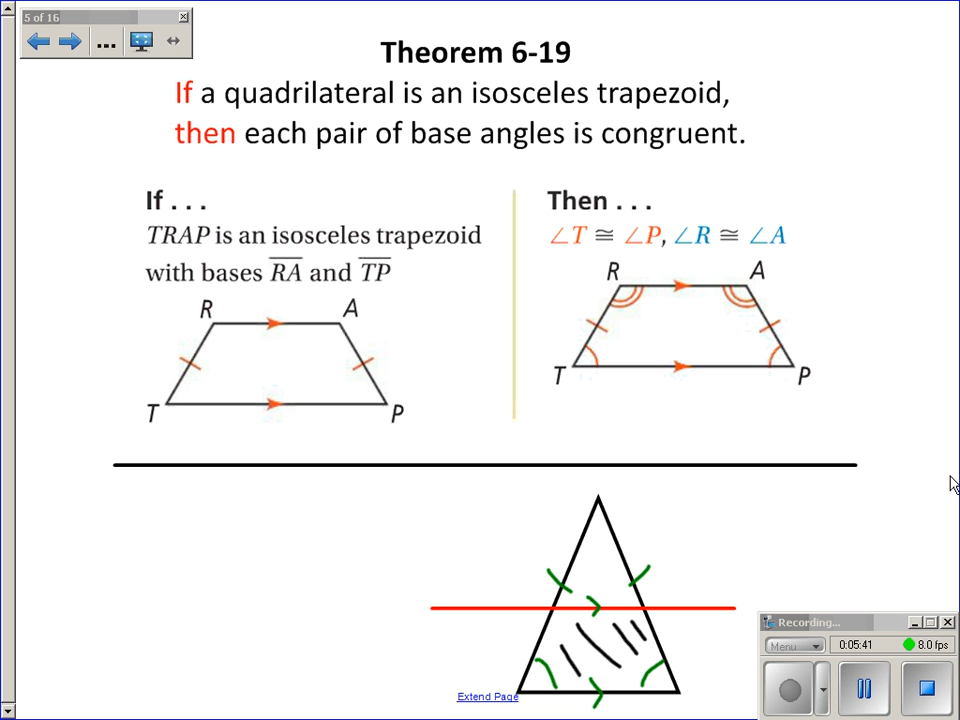 5 of 16
...
Theorem 6-19
If a quadrilateral is an isosceles trapezoid,
then each pair of base angles is congruent.
If . . .
TRAP is an isosceles trapezoid
with bases RA and TP
R A
T P
Then . . .
∠T ≅ ∠P, ∠R ≅ ∠A
R A
T P
Extend Page
Recording...
Menu 0:05:41 8.0 fps